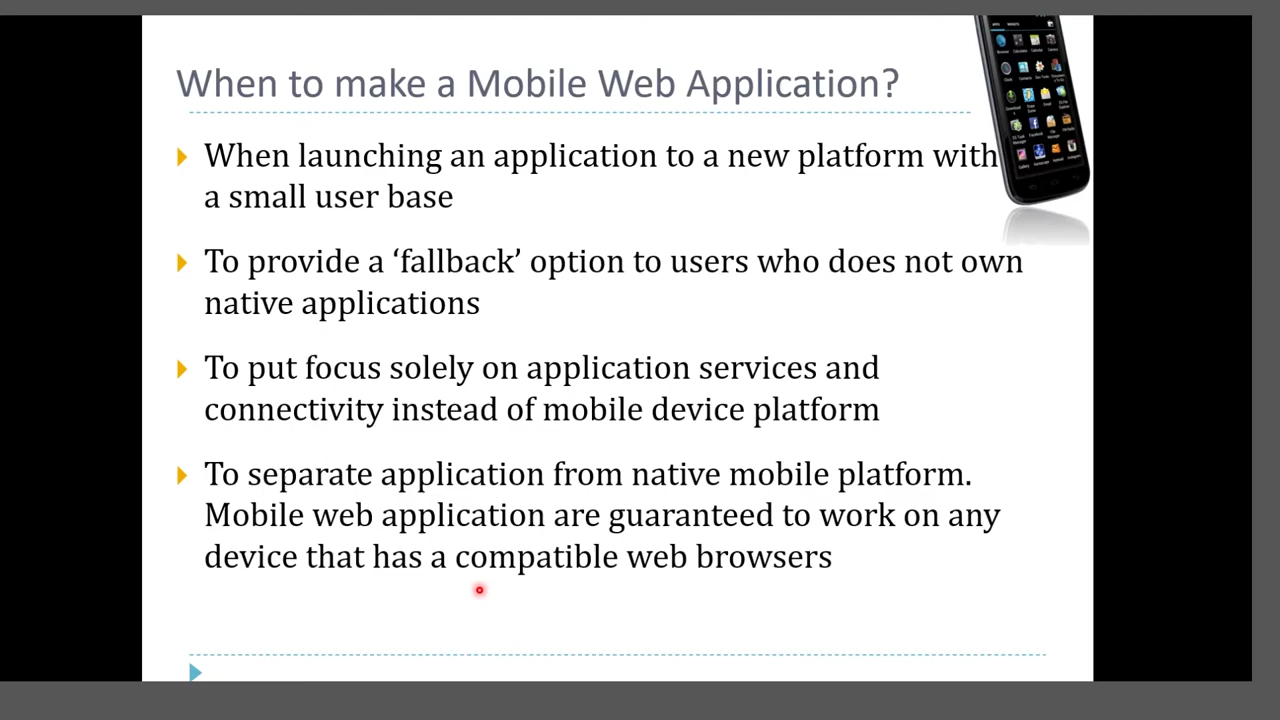 When to make a Mobile Web Application?
When launching an application to a new platform with
a small user base
To provide a ‘fallback’ option to users who does not own
native applications
To put focus solely on application services and
connectivity instead of mobile device platform
To separate application from native mobile platform.
Mobile web application are guaranteed to work on any
device that has a compatible web browsers